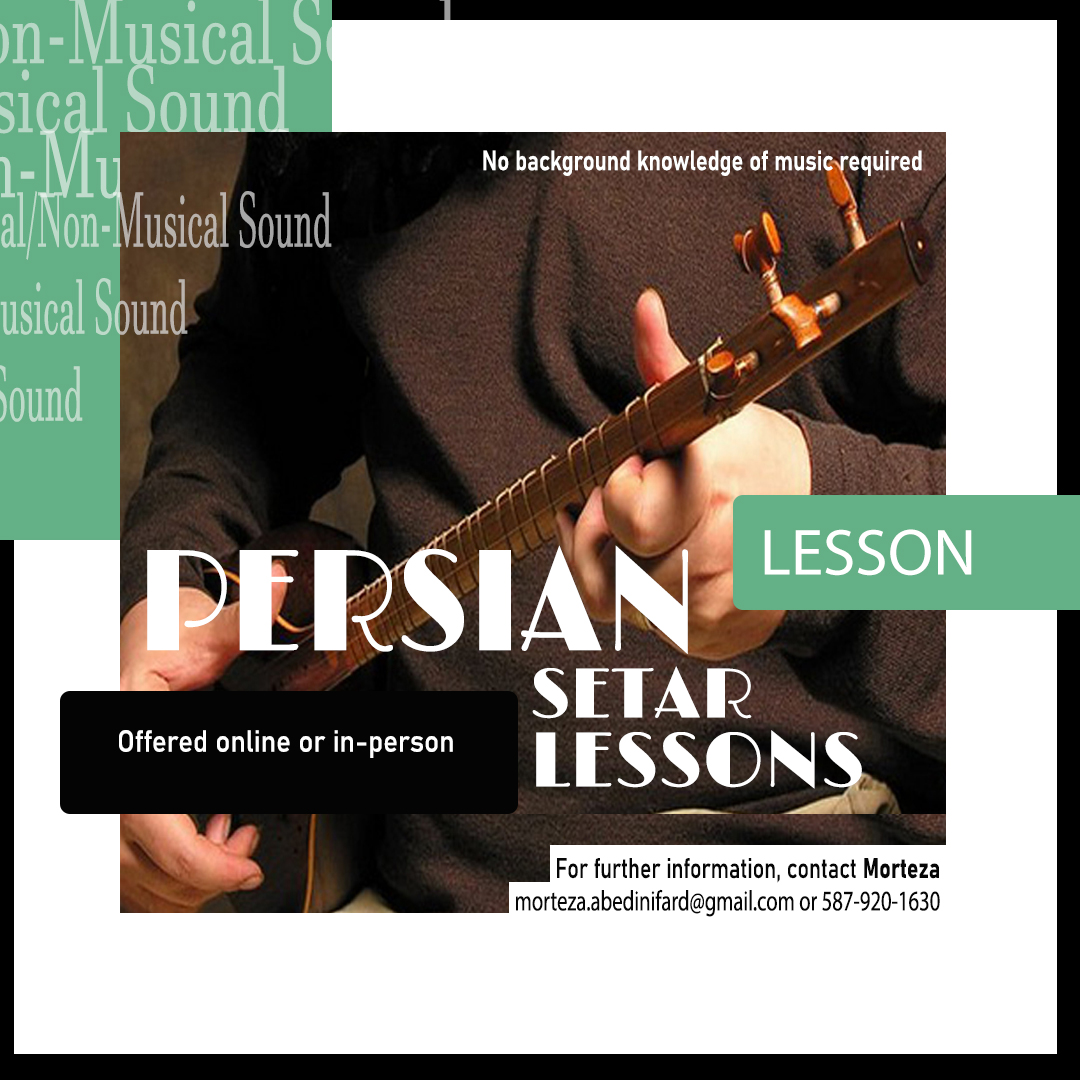 on-Musical So
sical Sound
n-Mu
al/Non-Musical Sound
usical Sound
Sound
No background knowledge of music required
LESSON
PERSIAN
SETAR
LESSONS
Offered online or in-person
For further information, contact Morteza
morteza.abedinifard@gmail.com or 587-920-1630